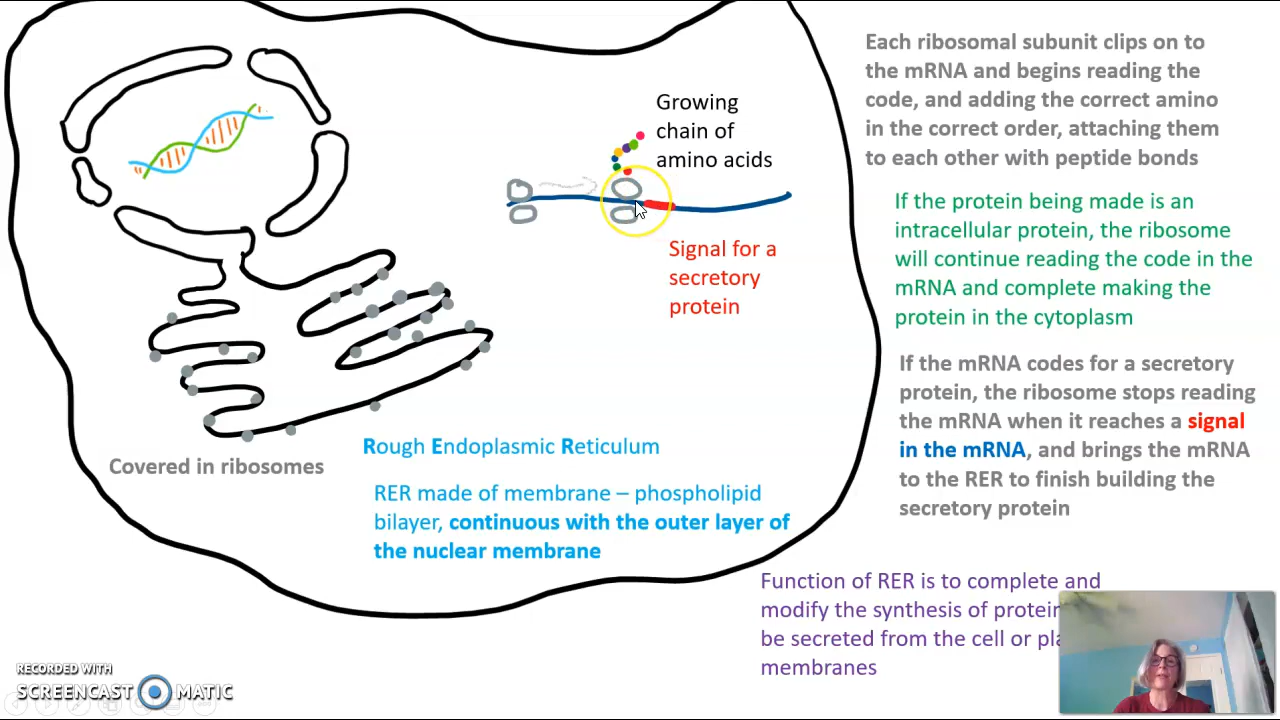 Each ribosomal subunit clips on to
the mRNA and begins reading the
code, and adding the correct amino
in the correct order, attaching them
to each other with peptide bonds
Growing
chain of
amino acids
Signal for a
secretory
protein
If the protein being made is an
intracellular protein, the ribosome
will continue reading the code in the
mRNA and complete making the
protein in the cytoplasm
If the mRNA codes for a secretory
protein, the ribosome stops reading
the mRNA when it reaches a signal
in the mRNA, and brings the mRNA
to the RER to finish building the
secretory protein
Covered in ribosomes
Rough Endoplasmic Reticulum
RER made of membrane – phospholipid
bilayer, continuous with the outer layer of
the nuclear membrane
Function of RER is to complete and
modify the synthesis of
be secreted from the cell or
membranes
RECORDED WITH
SCREENCAST MATIC